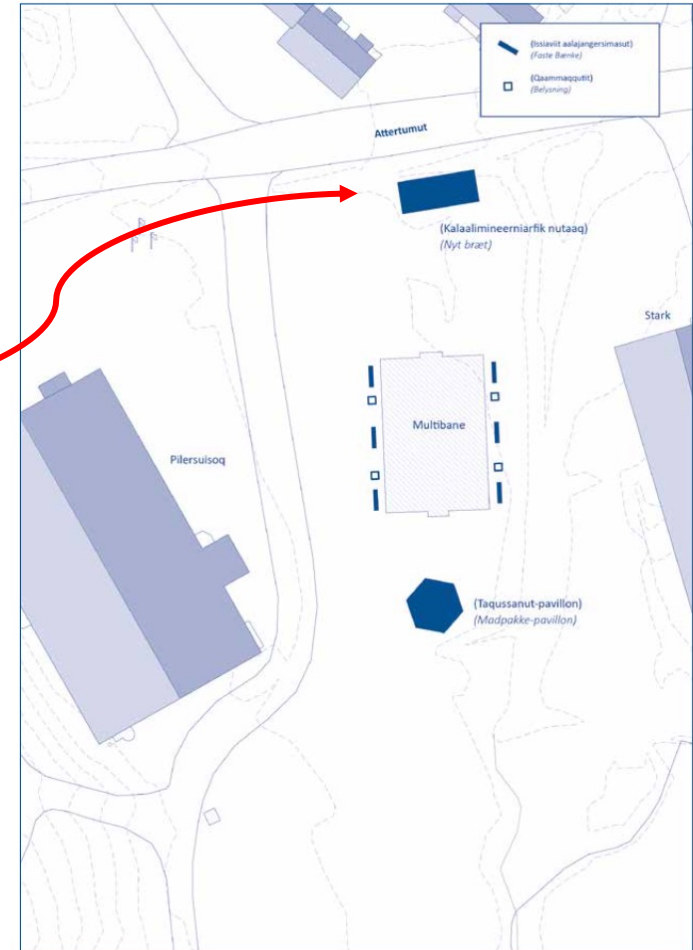 (Issiaviit aalajangersimasut)
(Faste Bænke)
(Qaammaqqutit)
(Belysning)
Attertumut
(Kalaalimineerniarfik nutaaq)
(Nyt bræt)
Stark
Multibane
Pilersuisoq
(Taqussanut-pavillon)
(Madpakke-pavillon)